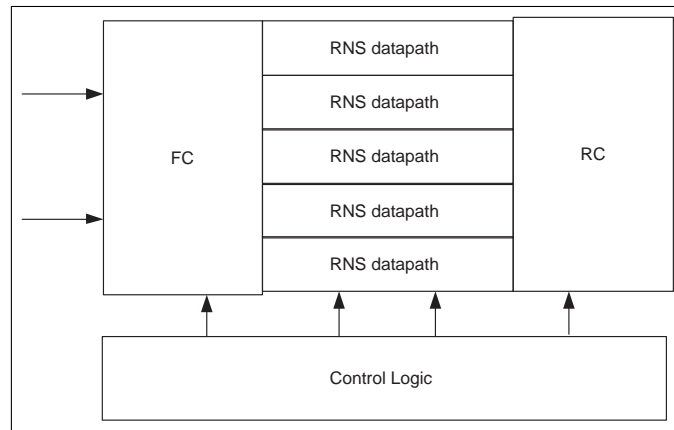 RNS datapath
RNS datapath
RNS datapath
RNS datapath
RNS datapath
FC
RC
Control Logic